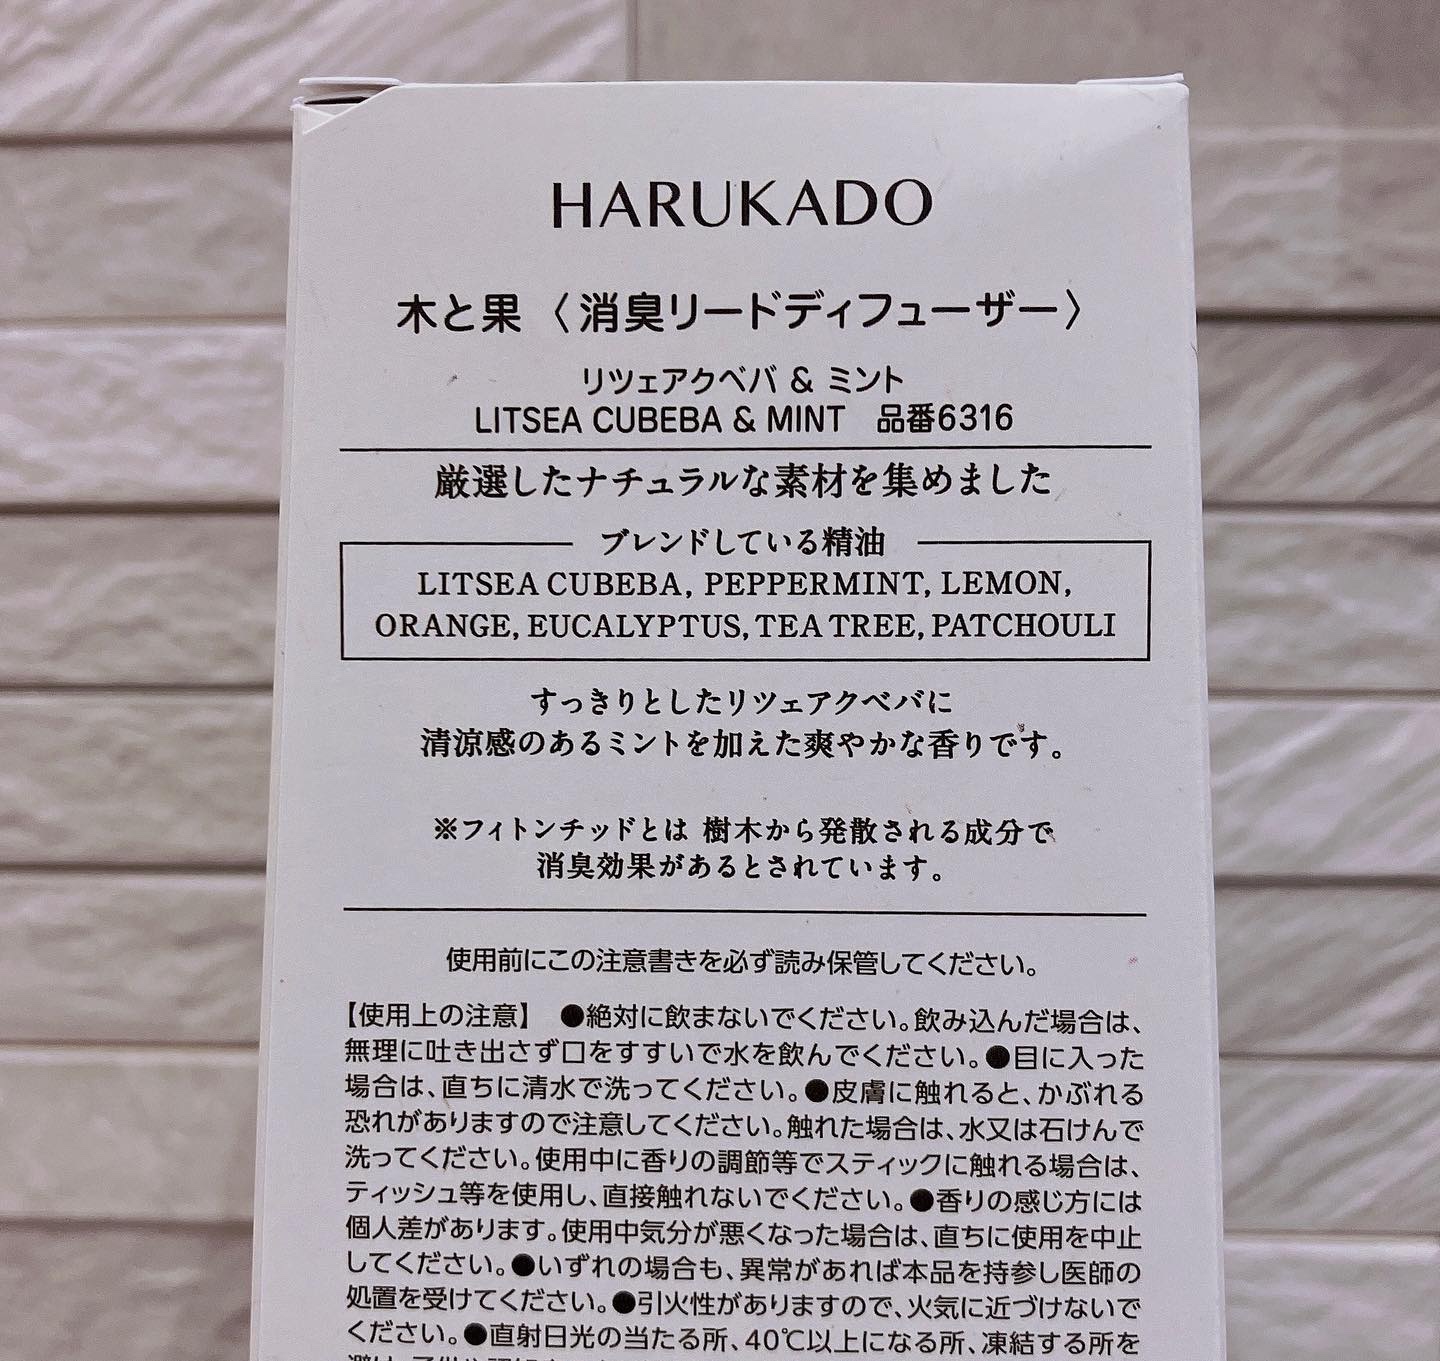 HARUKADO
木と果〈消臭リードディフューザー〉
リツェアクベバ & ミント
LITSEA CUBEBA & MINT 品番6316
厳選したナチュラルな素材を集めました
ブレンドしている精油
LITSEA CUBEBA, PEPPERMINT, LEMON,
ORANGE, EUCALYPTUS, TEA TREE, PATCHOULI
すっきりとしたリツェアクベバに
清涼感のあるミントを加えた爽やかな香りです。
※フィトンチッドとは 樹木から発散される成分で
消臭効果があるとされています。
使用前にこの注意書きを必ず読み保管してください。
【使用上の注意】 ●絶対に飲まないでください。飲み込んだ場合は、
無理に吐き出さず口をすすいで水を飲んでください。●目に入った
場合は、直ちに清水で洗ってください。●皮膚に触れると、かぶれる
恐れがありますので注意してください。触れた場合は、水又は石けんで
洗ってください。使用中に香りの調節等でスティックに触れる場合は、
ティッシュ等を使用し、直接触れないでください。●香りの感じ方には
個人差があります。使用中気分が悪くなった場合は、直ちに使用を中止
してください。●いずれの場合も、異常があれば本品を持参し医師の
処置を受けてください。●引火性がありますので、火気に近づけないで
ください。●直射日光の当たる所、40℃以上になる所、凍結する所を